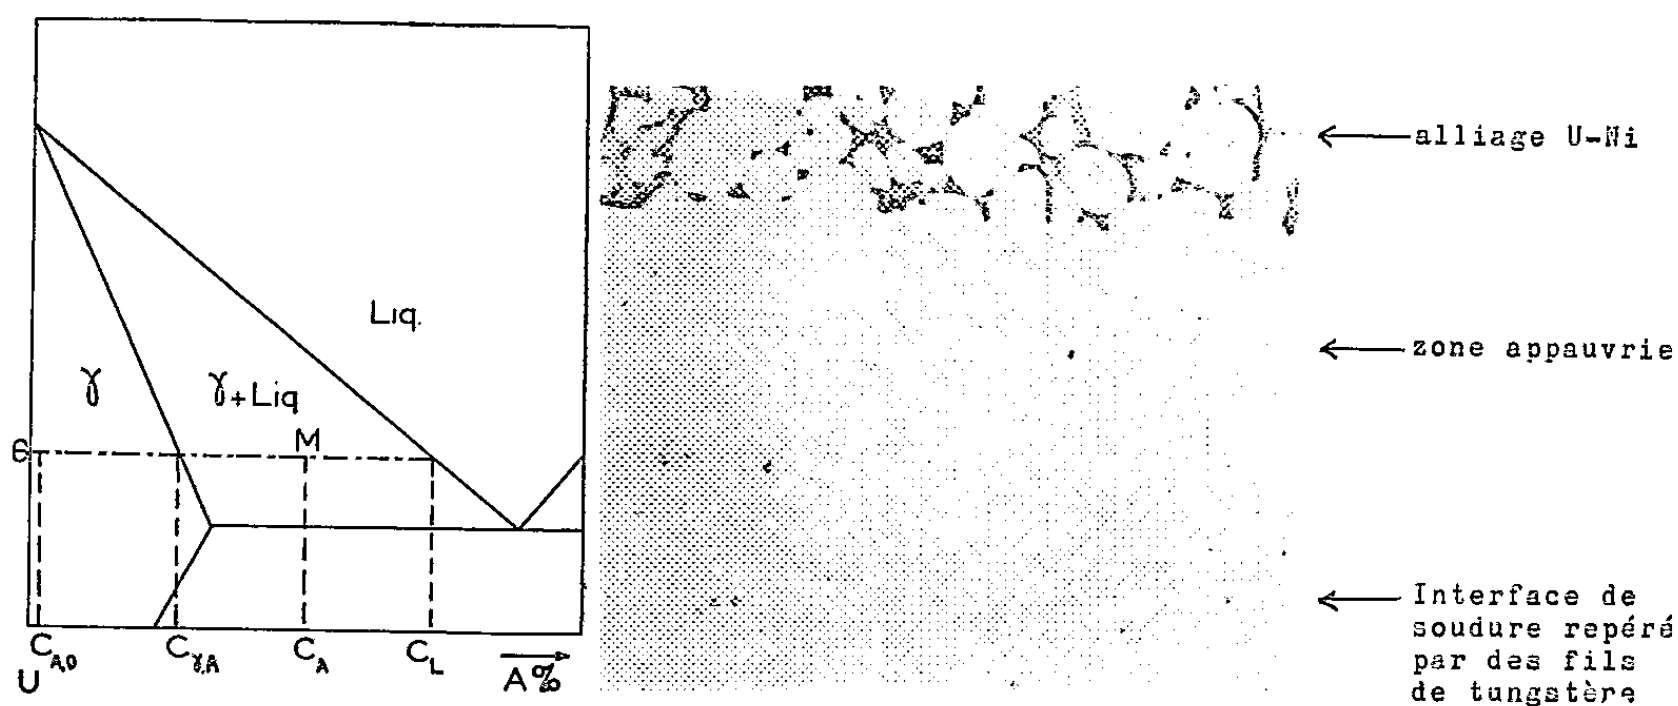 Liq.
γ
γ+Liq
M
θ
C_A,0
C_γ,A
C_A
C_L
U
A%
alliage U-Ni
zone appauvrie
Interface de
soudure repéré
par des fils
de tungstère